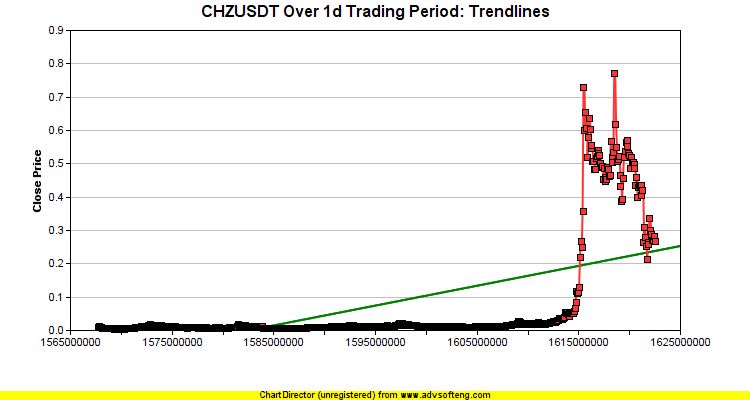 CHZUSDT Over 1d Trading Period: Trendlines
Close Price
0.9
0.8
0.7
0.6
0.5
0.4
0.3
0.2
0.1
0.0
1565000000 1575000000 1585000000 1595000000 1605000000 1615000000 1625000000
ChartDirector (unregistered) from www.advsofteng.com